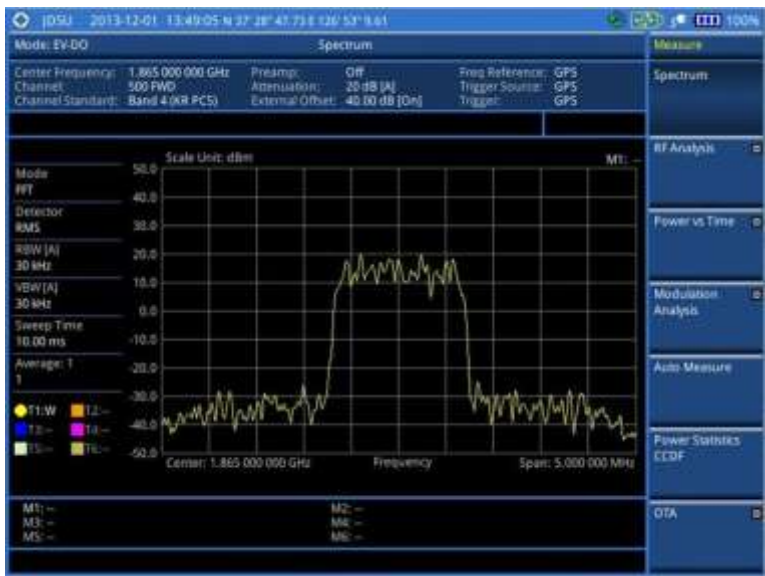 JDSU 2013-12-01 13:49:05 N 37° 28' 47.73 E 126° 53' 9.61 100%
Mode: EV-DO Spectrum Measure
Center Frequency: 1.865 000 000 GHz Preamp: Off Freq Reference: GPS
Channel: 500 FWD Attenuation: 20 dB [A] Trigger Source: GPS
Channel Standard: Band 4 (KR PCS) External Offset: 40.00 dB [On] Trigger: GPS
Spectrum
Scale Unit: dBm M1: --
Mode
FFT
Detector
RMS
RBW [A]
30 kHz
VBW [A]
30 kHz
Sweep Time
10.00 ms
Average: 1
1
T1:W T2:--
T3:-- T4:--
T5:-- T6:--
50.0
40.0
30.0
20.0
10.0
0.0
-10.0
-20.0
-30.0
-40.0
-50.0
Center: 1.865 000 000 GHz Frequency Span: 5.000 000 MHz
M1: -- M2: --
M3: -- M4: --
M5: -- M6: --
RF Analysis
Power vs Time
Modulation
Analysis
Auto Measure
Power Statistics
CCDF
OTA